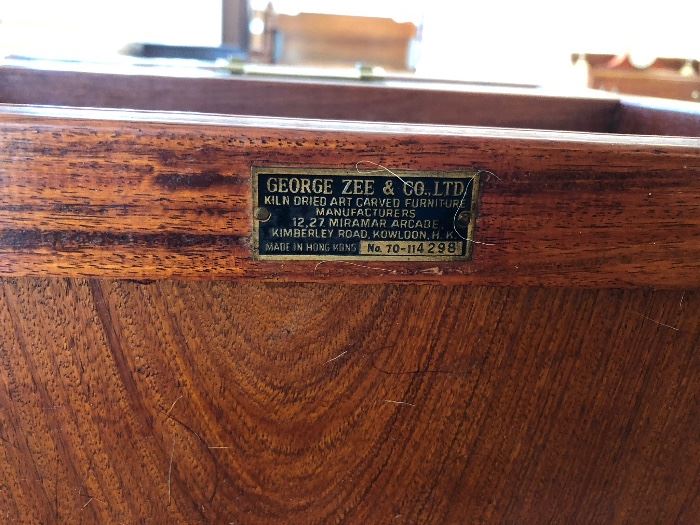 GEORGE ZEE & CO., LTD
KILN DRIED ART CARVED FURNITURE
MANUFACTURERS
12,27 MIRAMAR ARCADE,
KIMBERLEY ROAD, KOWLOON, H.K.
MADE IN HONG KONG No. 70-114298